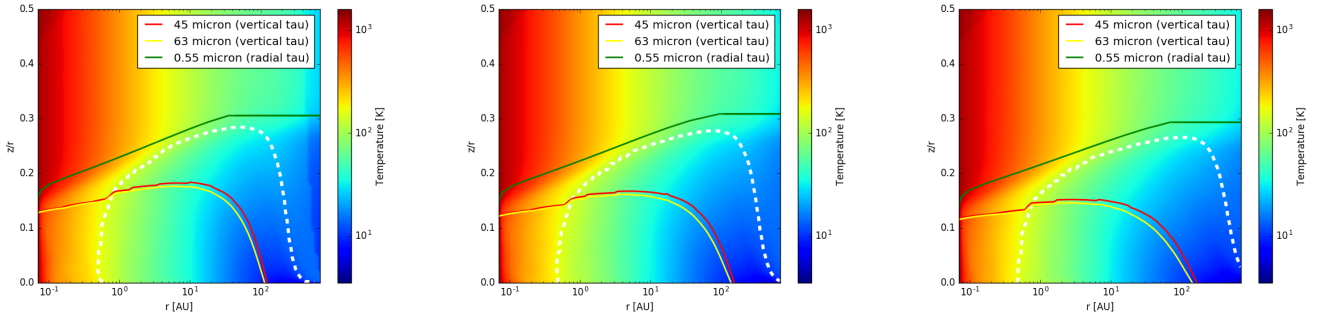 45 micron (vertical tau)
63 micron (vertical tau)
0.55 micron (radial tau)
0.5
0.4
0.3
0.2
0.1
0.0
z/r
10⁻¹ 10⁰ 10¹ 10²
r [AU]
10³
10²
10¹
Temperature [K]
45 micron (vertical tau)
63 micron (vertical tau)
0.55 micron (radial tau)
0.5
0.4
0.3
0.2
0.1
0.0
z/r
10⁻¹ 10⁰ 10¹ 10²
r [AU]
10³
10²
10¹
Temperature [K]
45 micron (vertical tau)
63 micron (vertical tau)
0.55 micron (radial tau)
0.5
0.4
0.3
0.2
0.1
0.0
z/r
10⁻¹ 10⁰ 10¹ 10²
r [AU]
10³
10²
10¹
Temperature [K]